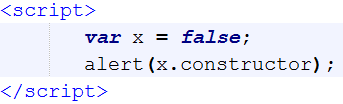 <script>
var x = false;
alert(x.constructor);
</script>